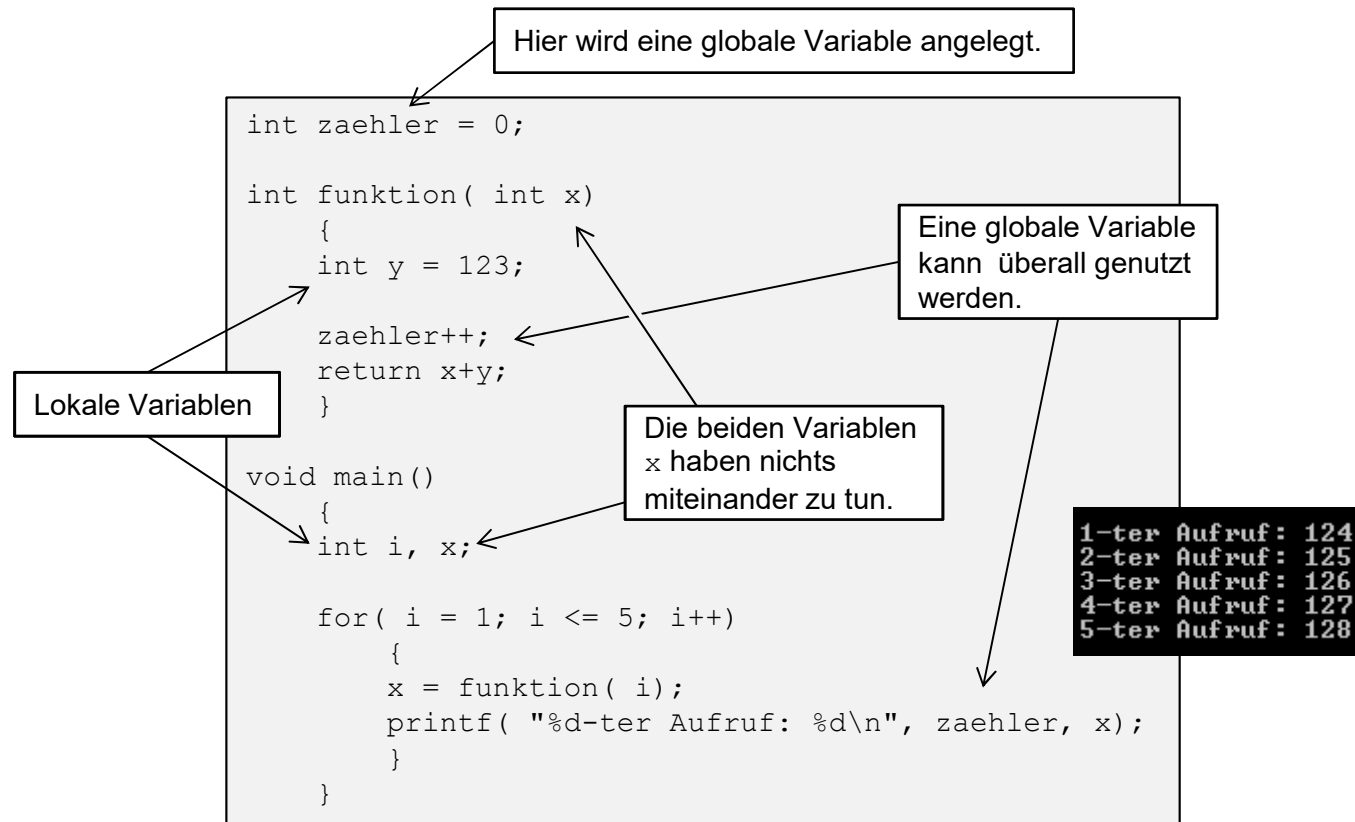 Hier wird eine globale Variable angelegt.
int zaehler = 0;
int funktion( int x)
{
int y = 123;
zaehler++;
return x+y;
}
Eine globale Variable
kann überall genutzt
werden.
Lokale Variablen
Die beiden Variablen
x haben nichts
miteinander zu tun.
void main()
{
int i, x;
for( i = 1; i <= 5; i++)
{
x = funktion( i);
printf( "%d-ter Aufruf: %d\n", zaehler, x);
}
}
1-ter Aufruf: 124
2-ter Aufruf: 125
3-ter Aufruf: 126
4-ter Aufruf: 127
5-ter Aufruf: 128